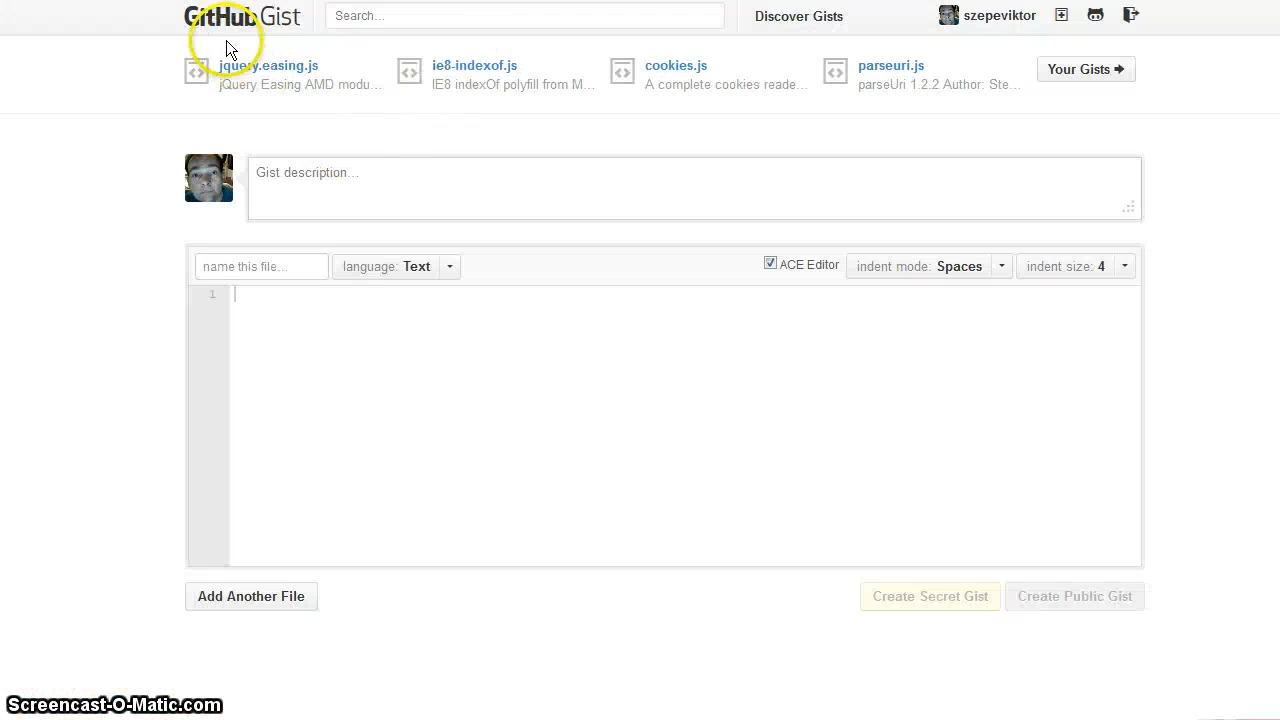 GitHub Gist
Search...
Discover Gists
szepeviktor
jquery.easing.js
jQuery Easing AMD modu...
ie8-indexof.js
IE8 indexOf polyfill from M...
cookies.js
A complete cookies reade...
parseuri.js
parseUri 1.2.2 Author: Ste...
Your Gists
Gist description...
name this file...
language: Text
ACE Editor
indent mode: Spaces
indent size: 4
1
Add Another File
Create Secret Gist
Create Public Gist
Screencast-O-Matic.com